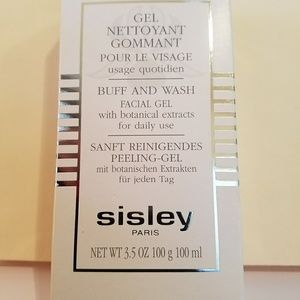 GEL
NETTOYANT
GOMMANT
POUR LE VISAGE
usage quotidien
BUFF AND WASH
FACIAL GEL
with botanical extracts
for daily use
SANFT REINIGENDES
PEELING-GEL
mit botanischen Extrakten
für jeden Tag
sisley
PARIS
NET WT 3.5 OZ 100 g 100 ml